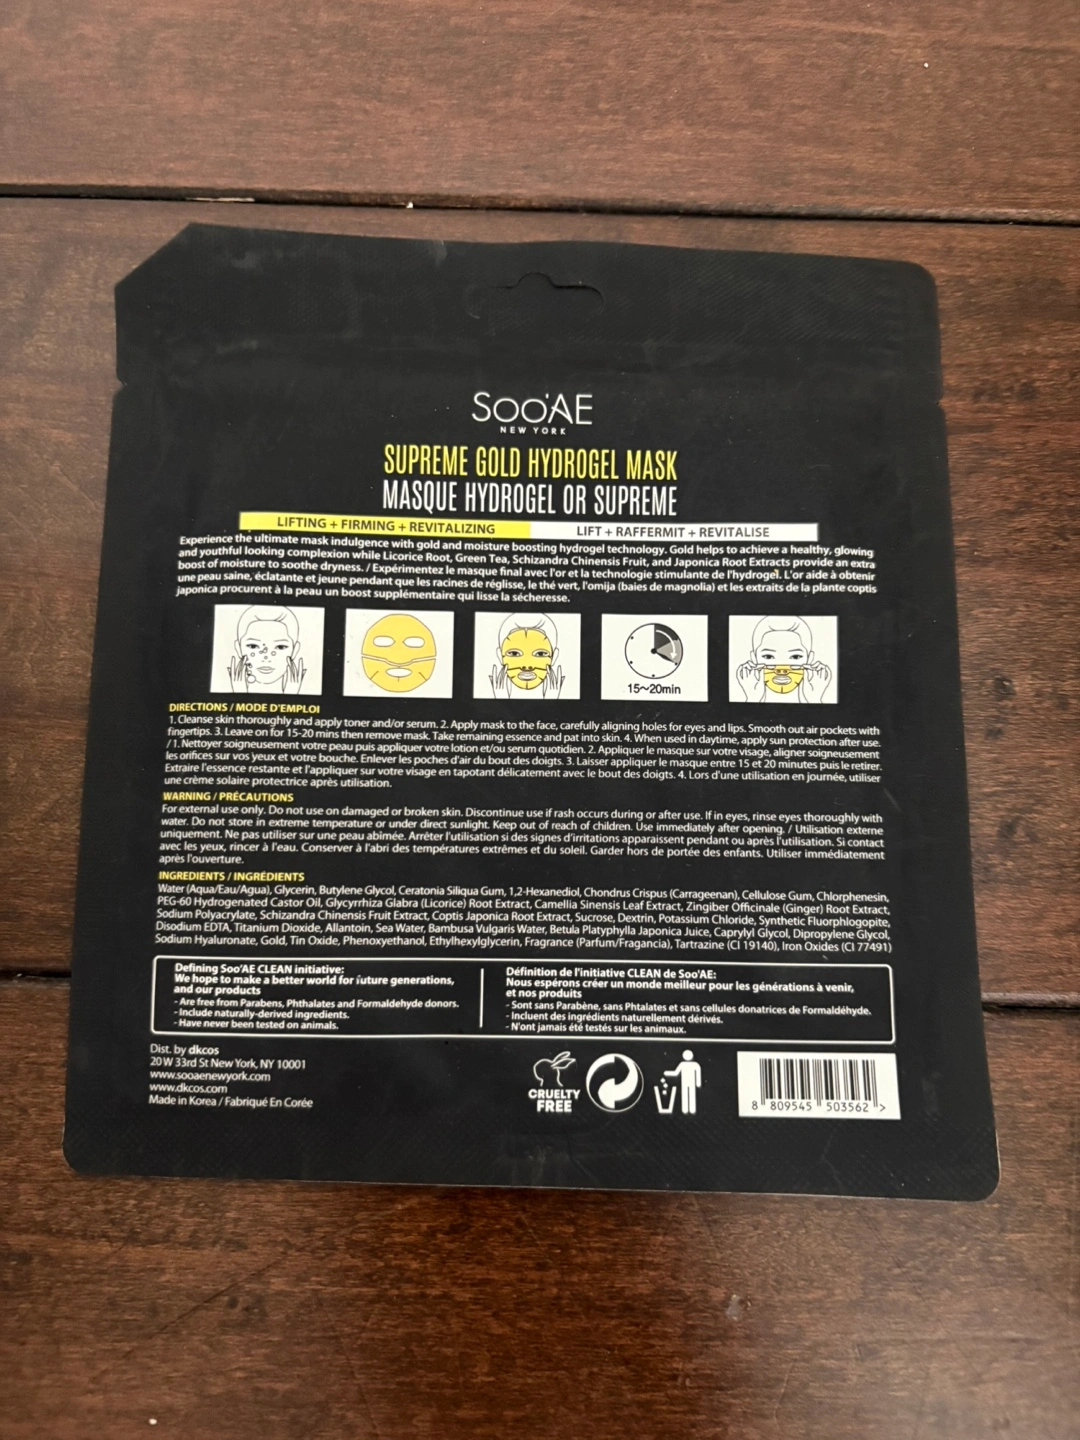 SOO'AE
NEW YORK
SUPREME GOLD HYDROGEL MASK
MASQUE HYDROGEL OR SUPREME
LIFTING + FIRMING + REVITALIZING
LIFT + RAFFERMIT + REVITALISE
Experience the ultimate mask indulgence with gold and moisture boosting hydrogel technology. Gold helps to achieve a healthy, glowing
and youthful looking complexion while Licorice Root, Green Tea, Schizandra Chinensis Fruit, and Japonica Root Extracts provide an extra
boost of moisture to soothe dryness. / Expérimentez le masque final avec l'or et la technologie stimulante de l'hydrogel. L'or aide à obtenir
une peau saine, éclatante et jeune pendant que les racines de réglisse, le thé vert, l'omija (baies de magnolia) et les extraits de la plante coptis
japonica procurent à la peau un boost supplémentaire qui lisse la sécheresse.
15~20min
DIRECTIONS / MODE D'EMPLOI
1. Cleanse skin thoroughly and apply toner and/or serum. 2. Apply mask to the face, carefully aligning holes for eyes and lips. Smooth out air pockets with
fingertips. 3. Leave on for 15-20 mins then remove mask. Take remaining essence and pat into skin. 4. When used in daytime, apply sun protection after use.
/ 1. Nettoyer soigneusement votre peau puis appliquer votre lotion et/ou serum quotidien. 2. Appliquer le masque sur votre visage, aligner soigneusement
les orifices sur vos yeux et votre bouche. Enlever les poches d'air du bout des doigts. 3. Laisser appliquer le masque entre 15 et 20 minutes puis le retirer.
Extraire l'essence restante et l'appliquer sur votre visage en tapotant délicatement avec le bout des doigts. 4. Lors d'une utilisation en journée, utiliser
une crème solaire protectrice après utilisation.
WARNING / PRÉCAUTIONS
For external use only. Do not use on damaged or broken skin. Discontinue use if rash occurs during or after use. If in eyes, rinse eyes thoroughly with
water. Do not store in extreme temperature or under direct sunlight. Keep out of reach of children. Use immediately after opening. / Utilisation externe
uniquement. Ne pas utiliser sur une peau abimée. Arrêter l'utilisation si des signes d'irritations apparaissent pendant ou après l'utilisation. Si contact
avec les yeux, rincer à l'eau. Conserver à l'abri des températures extrêmes et du soleil. Garder hors de portée des enfants. Utiliser immédiatement
après l'ouverture.
INGREDIENTS / INGRÉDIENTS
Water (Aqua/Eau/Agua), Glycerin, Butylene Glycol, Ceratonia Siliqua Gum, 1,2-Hexanediol, Chondrus Crispus (Carrageenan), Cellulose Gum, Chlorphenesin,
PEG-60 Hydrogenated Castor Oil, Glycyrrhiza Glabra (Licorice) Root Extract, Camellia Sinensis Leaf Extract, Zingiber Officinale (Ginger) Root Extract,
Sodium Polyacrylate, Schizandra Chinensis Fruit Extract, Coptis Japonica Root Extract, Sucrose, Dextrin, Potassium Chloride, Synthetic Fluorphlogopite,
Disodium EDTA, Titanium Dioxide, Allantoin, Sea Water, Bambusa Vulgaris Water, Betula Platyphylla Japonica Juice, Caprylyl Glycol, Dipropylene Glycol,
Sodium Hyaluronate, Gold, Tin Oxide, Phenoxyethanol, Ethylhexylglycerin, Fragrance (Parfum/Fragancia), Tartrazine (CI 19140), Iron Oxides (CI 77491)
Defining Soo'AE CLEAN initiative:
We hope to make a better world for future generations,
and our products
- Are free from Parabens, Phthalates and Formaldehyde donors.
- Include naturally-derived ingredients.
- Have never been tested on animals.
Définition de l'initiative CLEAN de Soo'AE:
Nous espérons créer un monde meilleur pour les générations à venir,
et nos produits
- Sont sans Parabène, sans Phtalates et sans cellules donatrices de Formaldéhyde.
- Incluent des ingrédients naturellement dérivés.
- N'ont jamais été testés sur les animaux.
Dist. by dkcos
20 W 33rd St New York, NY 10001
www.sooaenewyork.com
www.dkcos.com
Made in Korea / Fabriqué En Corée
CRUELTY
FREE
8 809545 503562 >